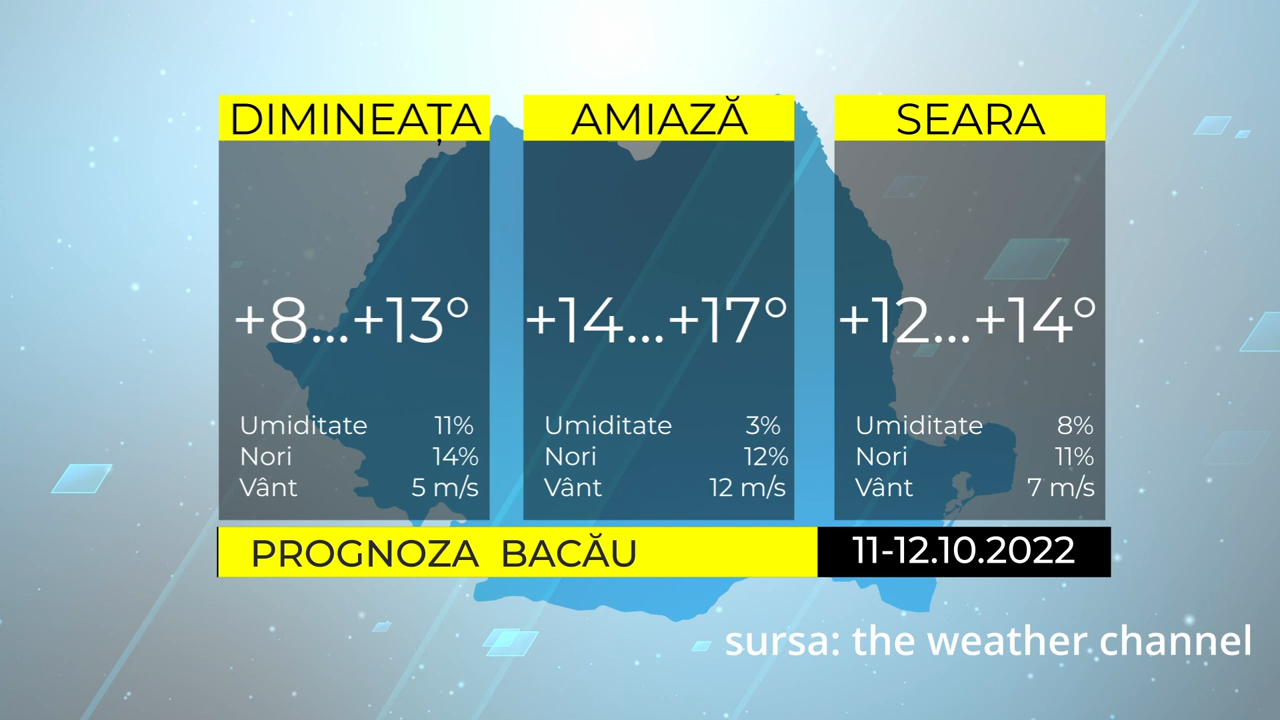 DIMINEAȚA
+8...+13°
Umiditate 11%
Nori 14%
Vânt 5 m/s
AMIAZĂ
+14...+17°
Umiditate 3%
Nori 12%
Vânt 12 m/s
SEARA
+12...+14°
Umiditate 8%
Nori 11%
Vânt 7 m/s
PROGNOZA BACĂU
11-12.10.2022
sursa: the weather channel